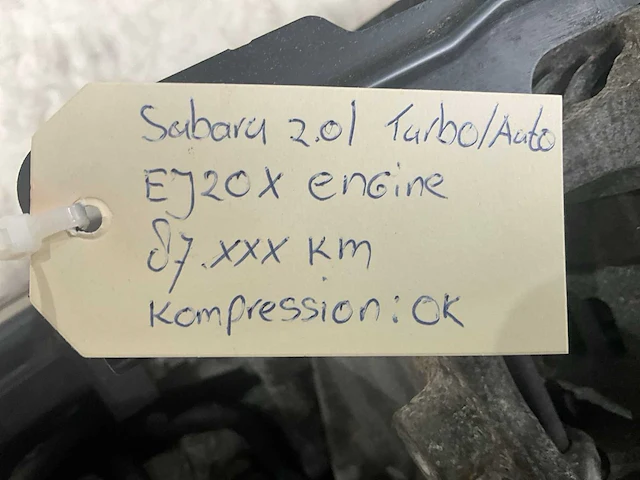 Subaru 2.0l Turbo/Auto
EJ20X engine
87.xxx km
Kompression: OK